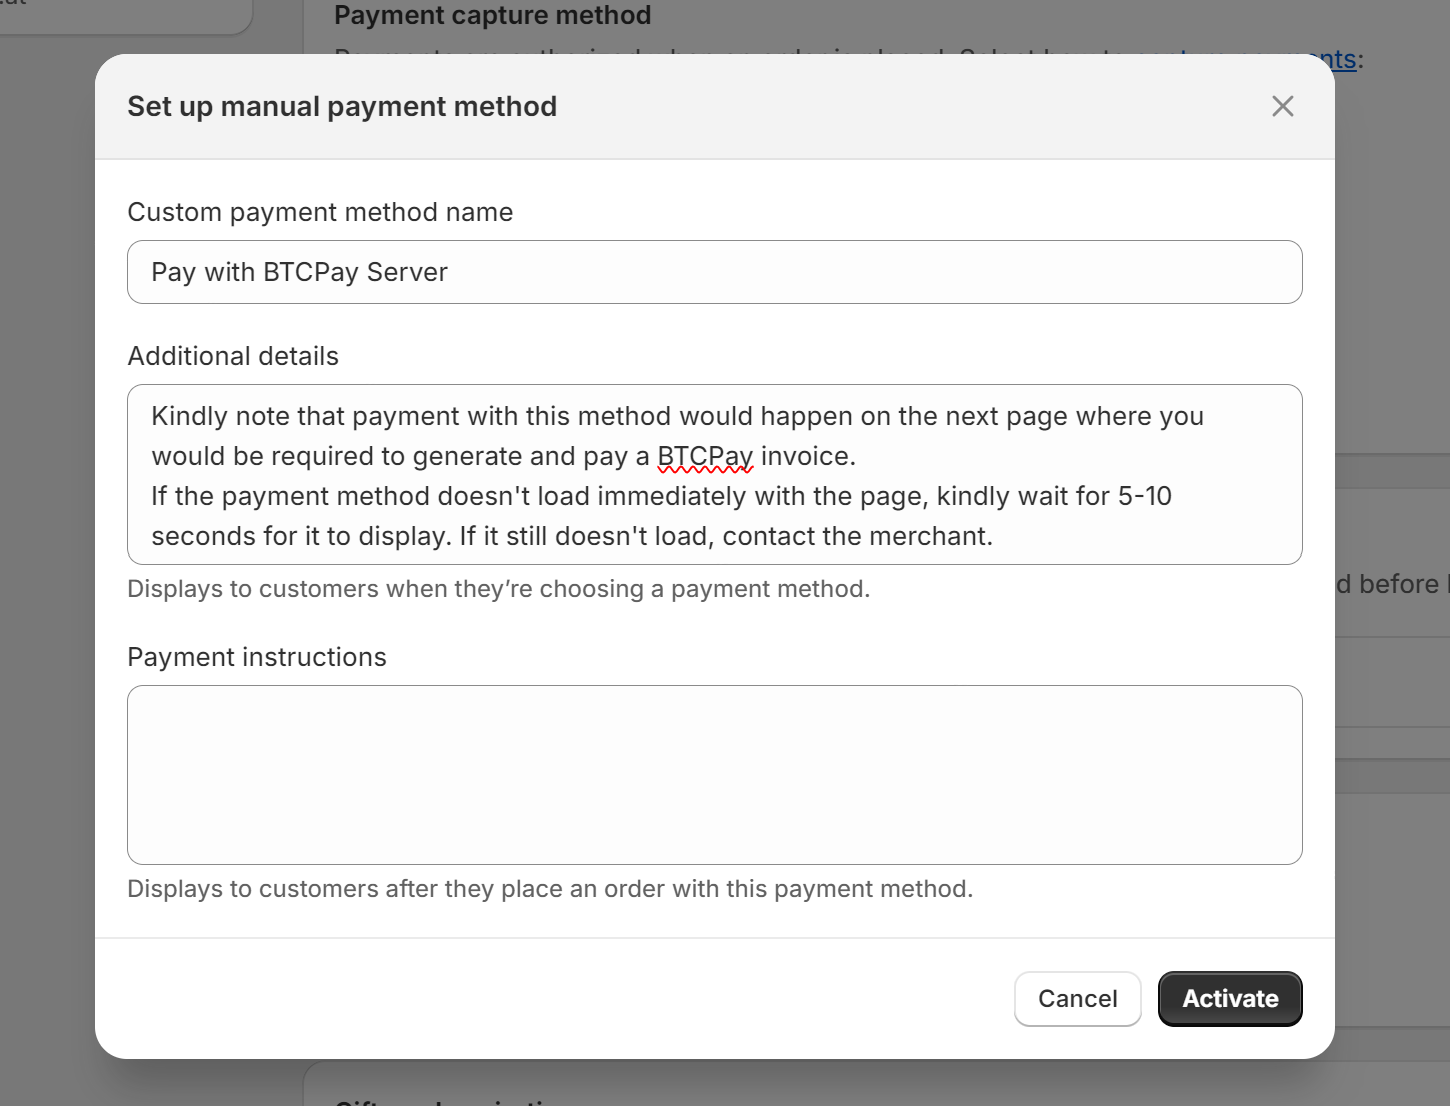 Payment capture method
nts:
Set up manual payment method
Custom payment method name
Pay with BTCPay Server
Additional details
Kindly note that payment with this method would happen on the next page where you
would be required to generate and pay a BTCPay invoice.
If the payment method doesn't load immediately with the page, kindly wait for 5-10
seconds for it to display. If it still doesn't load, contact the merchant.
Displays to customers when they’re choosing a payment method.
d before
Payment instructions
Displays to customers after they place an order with this payment method.
Cancel
Activate